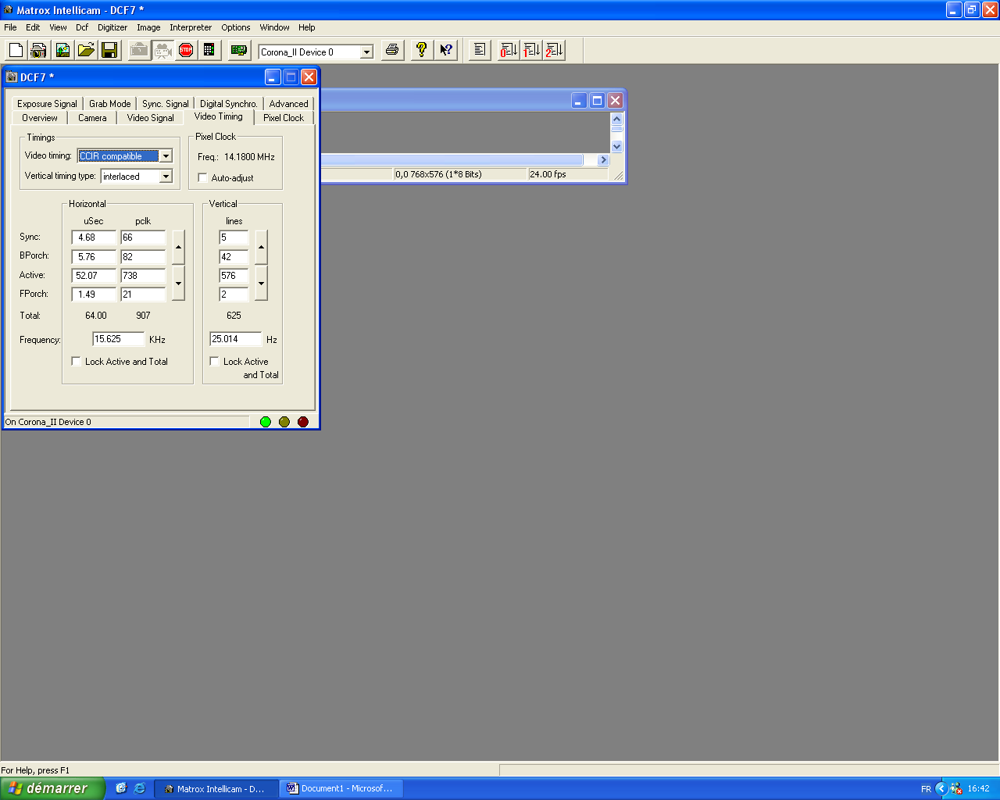 Matrox Intellicam - DCF7 *
File Edit View Dcf Digitizer Image Interpreter Options Window Help
STOP Corona_II Device 0 0 1 2
DCF7 *
Exposure Signal Grab Mode Sync. Signal Digital Synchro. Advanced
Overview Camera Video Signal Video Timing Pixel Clock
Timings
Video timing: CCIR compatible
Vertical timing type: interlaced
Pixel Clock
Freq.: 14.1800 MHz
Auto-adjust
0,0 768x576 (1*8 Bits) 24.00 fps
Horizontal Vertical
uSec pclk lines
Sync: 4.68 66 5
BPorch: 5.76 82 42
Active: 52.07 738 576
FPorch: 1.49 21 2
Total: 64.00 907 625
Frequency: 15.625 KHz 25.014 Hz
Lock Active and Total Lock Active
and Total
On Corona_II Device 0
For Help, press F1
démarrer Matrox Intellicam - D... Document1 - Microsof... FR 16:42